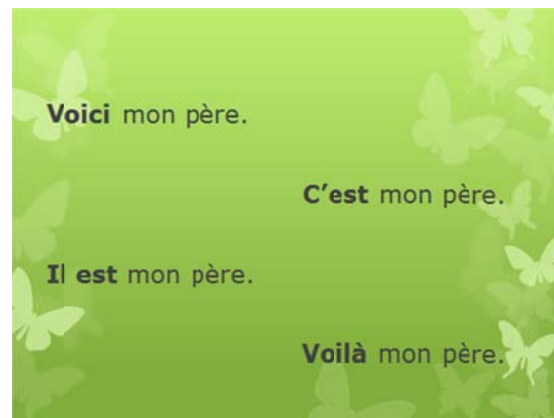 Voici mon père.
C'est mon père.
Il est mon père.
Voilà mon père.